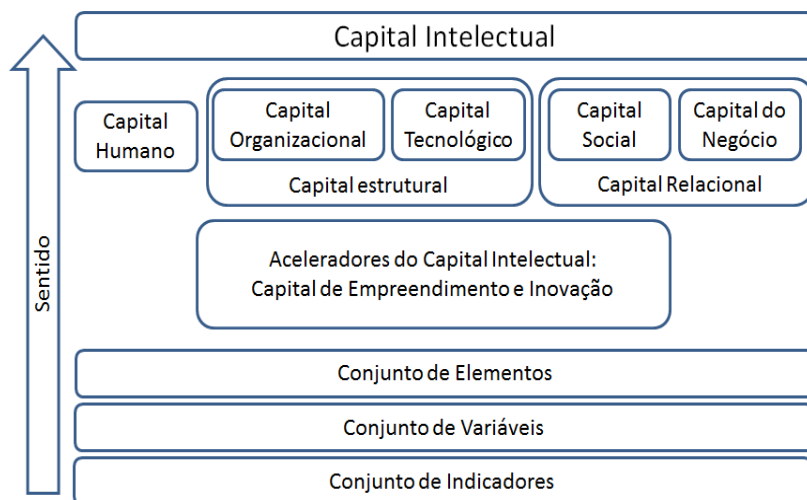 Capital Intelectual
Capital
Humano
Capital
Organizacional
Capital
Tecnológico
Capital estrutural
Capital
Social
Capital do
Negócio
Capital Relacional
Sentido
Aceleradores do Capital Intelectual:
Capital de Empreendimento e Inovação
Conjunto de Elementos
Conjunto de Variáveis
Conjunto de Indicadores